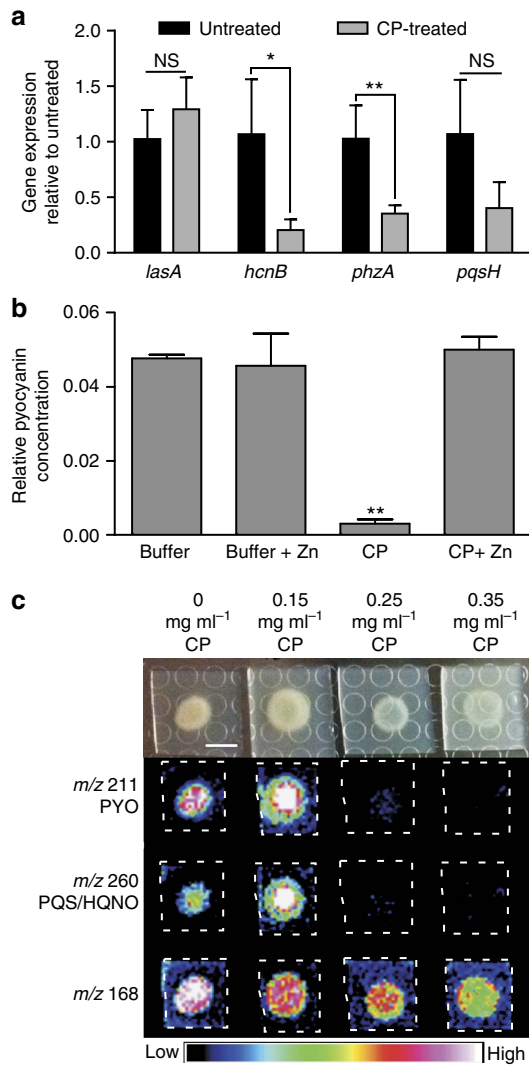 a
Untreated CP-treated
Gene expression
relative to untreated
2.0
1.5
1.0
0.5
0.0
NS * ** NS
lasA hcnB phzA pqsH
b
Relative pyocyanin
concentration
0.06
0.04
0.02
0.00
**
Buffer Buffer + Zn CP CP+ Zn
c
0 0.15 0.25 0.35
mg ml⁻¹ mg ml⁻¹ mg ml⁻¹ mg ml⁻¹
CP CP CP CP
m/z 211
PYO
m/z 260
PQS/HQNO
m/z 168
Low High